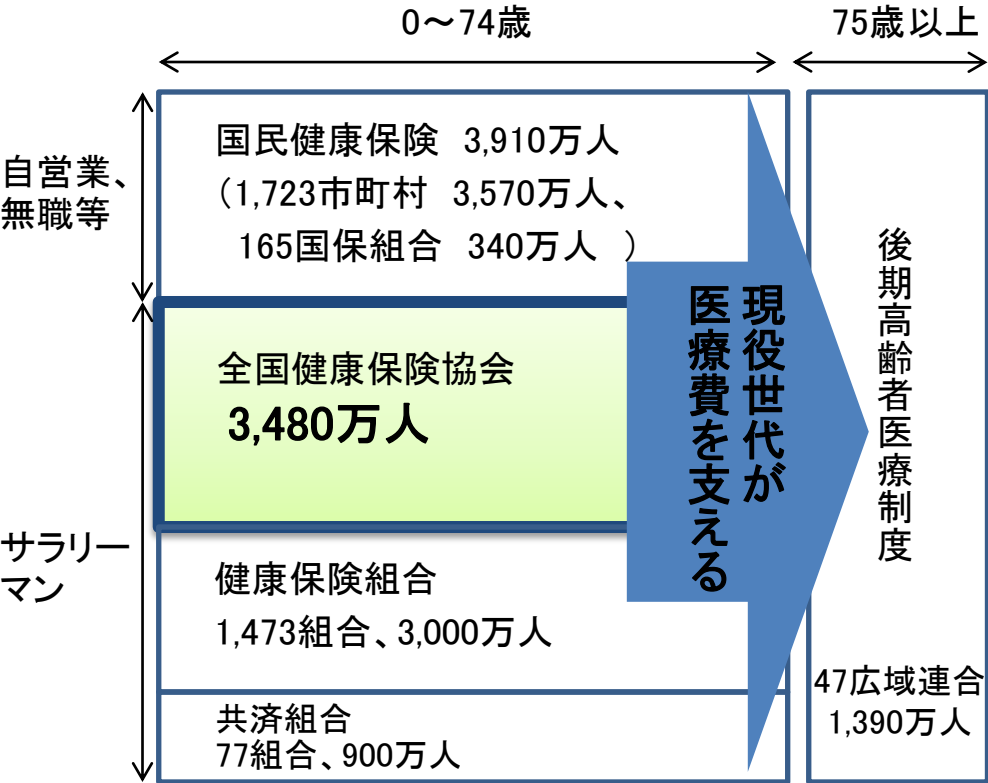 0～74歳
75歳以上
自営業、
無職等
国民健康保険 3,910万人
（1,723市町村 3,570万人、
165国保組合 340万人 ）
全国健康保険協会
3,480万人
サラリー
マン
健康保険組合
1,473組合、3,000万人
共済組合
77組合、900万人
現役世代が
医療費を支える
後期高齢者医療制度
47広域連合
1,390万人